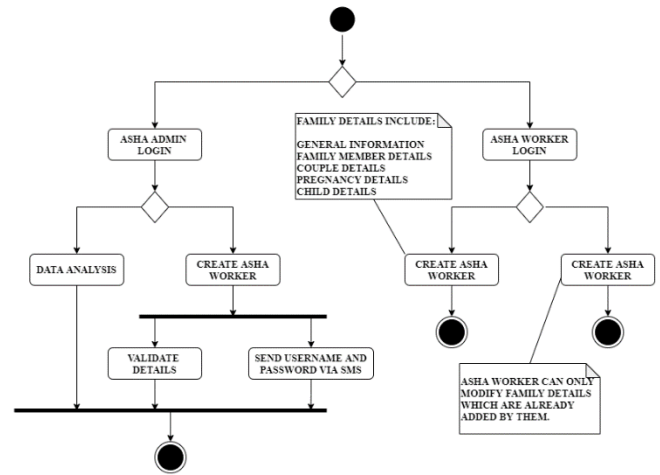 FAMILY DETAILS INCLUDE:
GENERAL INFORMATION
FAMILY MEMBER DETAILS
COUPLE DETAILS
PREGNANCY DETAILS
CHILD DETAILS
ASHA ADMIN
LOGIN
ASHA WORKER
LOGIN
DATA ANALYSIS
CREATE ASHA
WORKER
CREATE ASHA
WORKER
CREATE ASHA
WORKER
VALIDATE
DETAILS
SEND USERNAME AND
PASSWORD VIA SMS
ASHA WORKER CAN ONLY
MODIFY FAMILY DETAILS
WHICH ARE ALREADY
ADDED BY THEM.